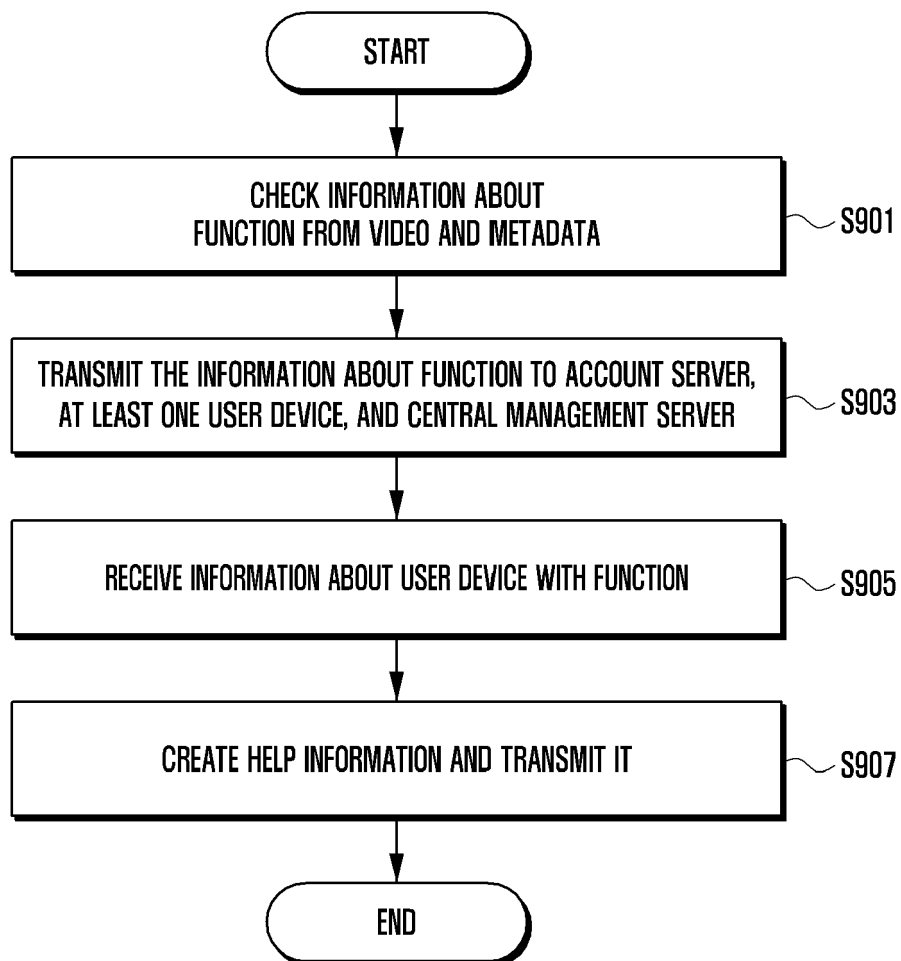 START
CHECK INFORMATION ABOUT
FUNCTION FROM VIDEO AND METADATA
S901
TRANSMIT THE INFORMATION ABOUT FUNCTION TO ACCOUNT SERVER,
AT LEAST ONE USER DEVICE, AND CENTRAL MANAGEMENT SERVER
S903
RECEIVE INFORMATION ABOUT USER DEVICE WITH FUNCTION
S905
CREATE HELP INFORMATION AND TRANSMIT IT
S907
END